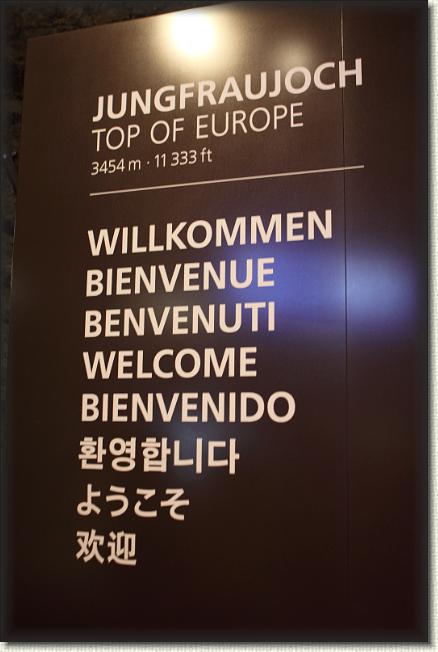 JUNGFRAUJOCH
TOP OF EUROPE
3454 m · 11 333 ft
WILLKOMMEN
BIENVENUE
BENVENUTI
WELCOME
BIENVENIDO
환영합니다
ようこそ
欢迎